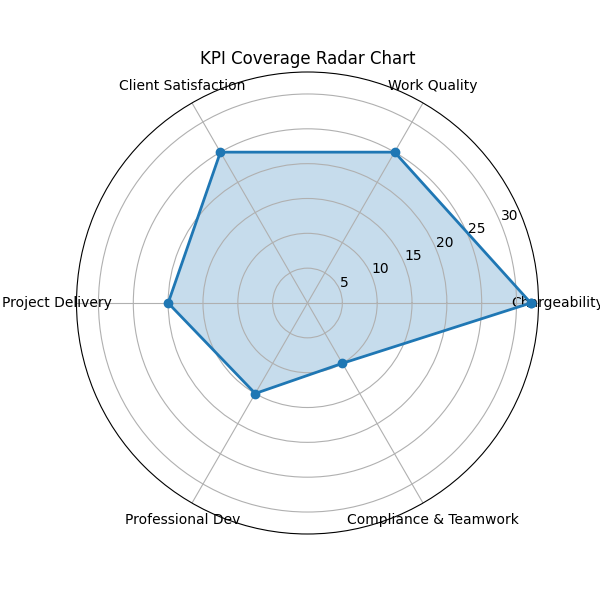 KPI Coverage Radar Chart
Client Satisfaction
Work Quality
30
25
20
15
10
5
Project Delivery
Chargeability
Professional Dev
Compliance & Teamwork